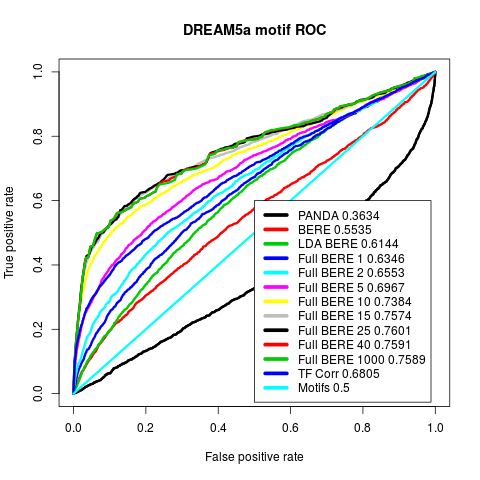 DREAM5a motif ROC
True positive rate
1.0
0.8
0.6
0.4
0.2
0.0
PANDA 0.3634
BERE 0.5535
LDA BERE 0.6144
Full BERE 1 0.6346
Full BERE 2 0.6553
Full BERE 5 0.6967
Full BERE 10 0.7384
Full BERE 15 0.7574
Full BERE 25 0.7601
Full BERE 40 0.7591
Full BERE 1000 0.7589
TF Corr 0.6805
Motifs 0.5
0.0 0.2 0.4 0.6 0.8 1.0
False positive rate